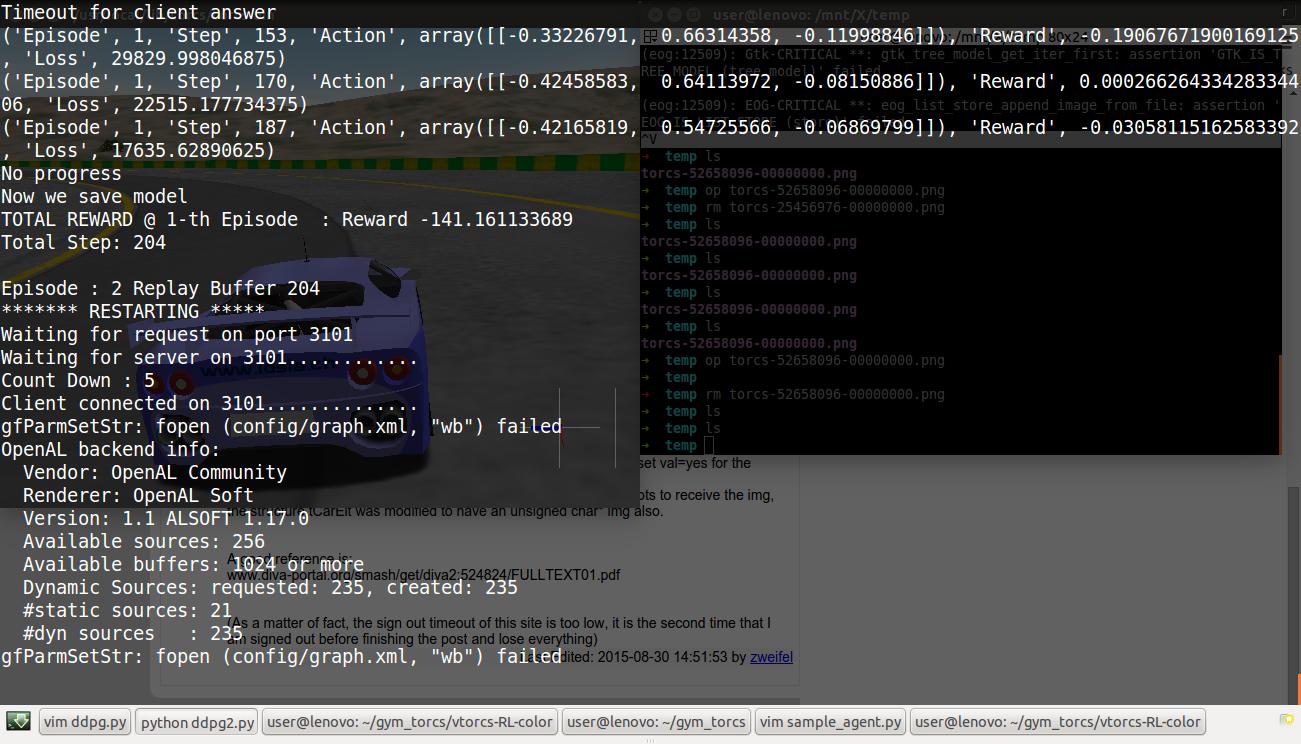 Timeout for client answer
('Episode', 1, 'Step', 153, 'Action', array([[-0.33226791, 0.66314358, -0.11998846]]), 'Reward', -0.19067671900169125
, 'Loss', 29829.998046875)
('Episode', 1, 'Step', 170, 'Action', array([[-0.42458583, 0.64113972, -0.08150886]]), 'Reward', 0.0002662643342833444
06, 'Loss', 22515.177734375)
('Episode', 1, 'Step', 187, 'Action', array([[-0.42165819, 0.54725566, -0.06869799]]), 'Reward', -0.03058115162583392
, 'Loss', 17635.62890625)
No progress
Now we save model
TOTAL REWARD @ 1-th Episode  : Reward -141.161133689
Total Step: 204
Episode : 2 Replay Buffer 204
******* RESTARTING *****
Waiting for request on port 3101
Waiting for server on 3101............
Count Down : 5
Client connected on 3101..............
gfParmSetStr: fopen (config/graph.xml, "wb") failed
OpenAL backend info:
Vendor: OpenAL Community
Renderer: OpenAL Soft
Version: 1.1 ALSOFT 1.17.0
Available sources: 256
Available buffers: 1024 or more
Dynamic Sources: requested: 235, created: 235
#static sources: 21
#dyn sources   : 235
gfParmSetStr: fopen (config/graph.xml, "wb") failed
user@lenovo: /mnt/X/temp
(eog:12509): Gtk-CRITICAL **: gtk_tree_model_get_iter_first: assertion 'GTK_IS_T
REE_MODEL (tree_model)' failed
(eog:12509): EOG-CRITICAL **: eog_list_store_append_image_from_file: assertion '
EOG_IS_LIST_STORE (store)' failed
^V
→ temp ls
torcs-52658096-00000000.png
→ temp op torcs-52658096-00000000.png
→ temp rm torcs-25456976-00000000.png
→ temp ls
torcs-52658096-00000000.png
→ temp ls
torcs-52658096-00000000.png
→ temp ls
torcs-52658096-00000000.png
→ temp ls
torcs-52658096-00000000.png
→ temp op torcs-52658096-00000000.png
→ temp
→ temp rm torcs-52658096-00000000.png
→ temp ls
→ temp ls
→ temp
set val=yes for the
ots to receive the img,
the structure tCarElt was modified to have an unsigned char* img also.
A good reference is:
www.diva-portal.org/smash/get/diva2:524824/FULLTEXT01.pdf
(As a matter of fact, the sign out timeout of this site is too low, it is the second time that I
am signed out before finishing the post and lose everything)
Last Edited: 2015-08-30 14:51:53 by zweifel
vim ddpg.py
python ddpg2.py
user@lenovo: ~/gym_torcs/vtorcs-RL-color
user@lenovo: ~/gym_torcs
vim sample_agent.py
user@lenovo: ~/gym_torcs/vtorcs-RL-color